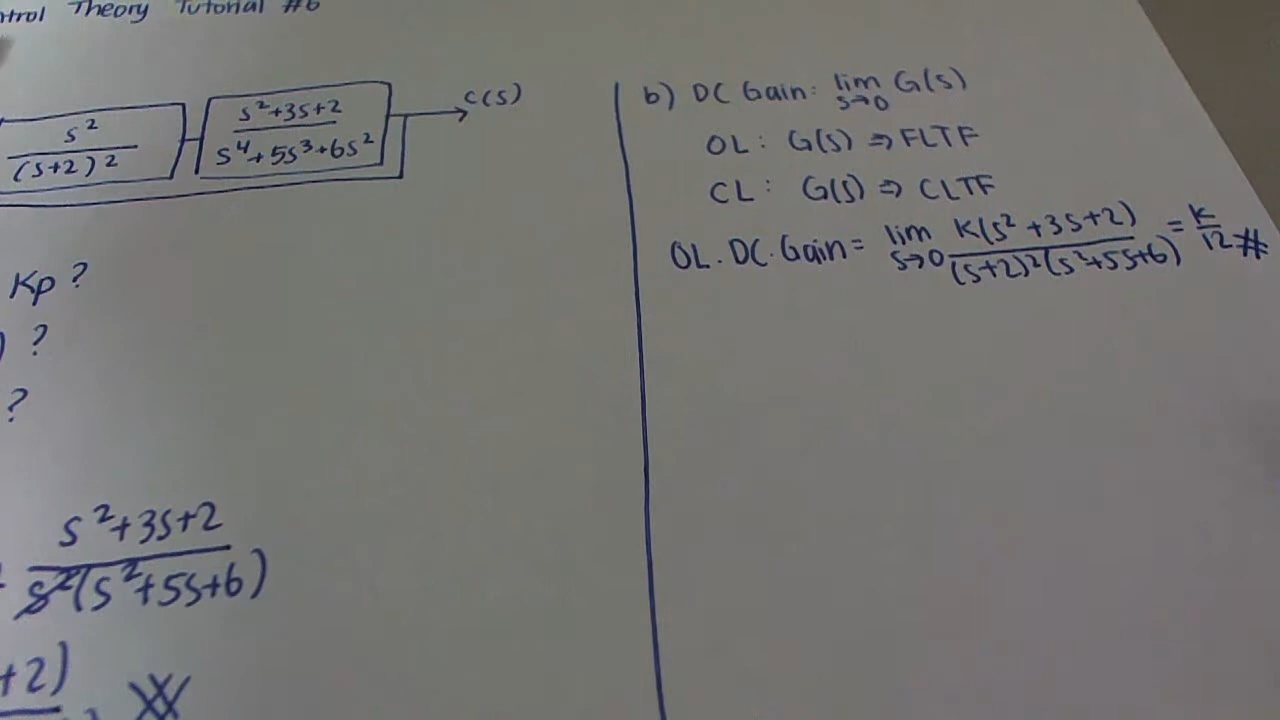 ntrol Theory Tutorial #6
s²/(s+2)²
s²+3s+2/s⁴+5s³+6s²
C(s)
Kp ?
) ?
?
s²+3s+2/s²(s²+5s+6)
+2)
b) DC Gain: lim s→0 G(s)
OL: G(s) ⇒ FLTF
CL: G(s) ⇒ CLTF
OL. DC. Gain = lim s→0 K(s²+3s+2)/(s+2)²(s²+5s+6) = K/12 #